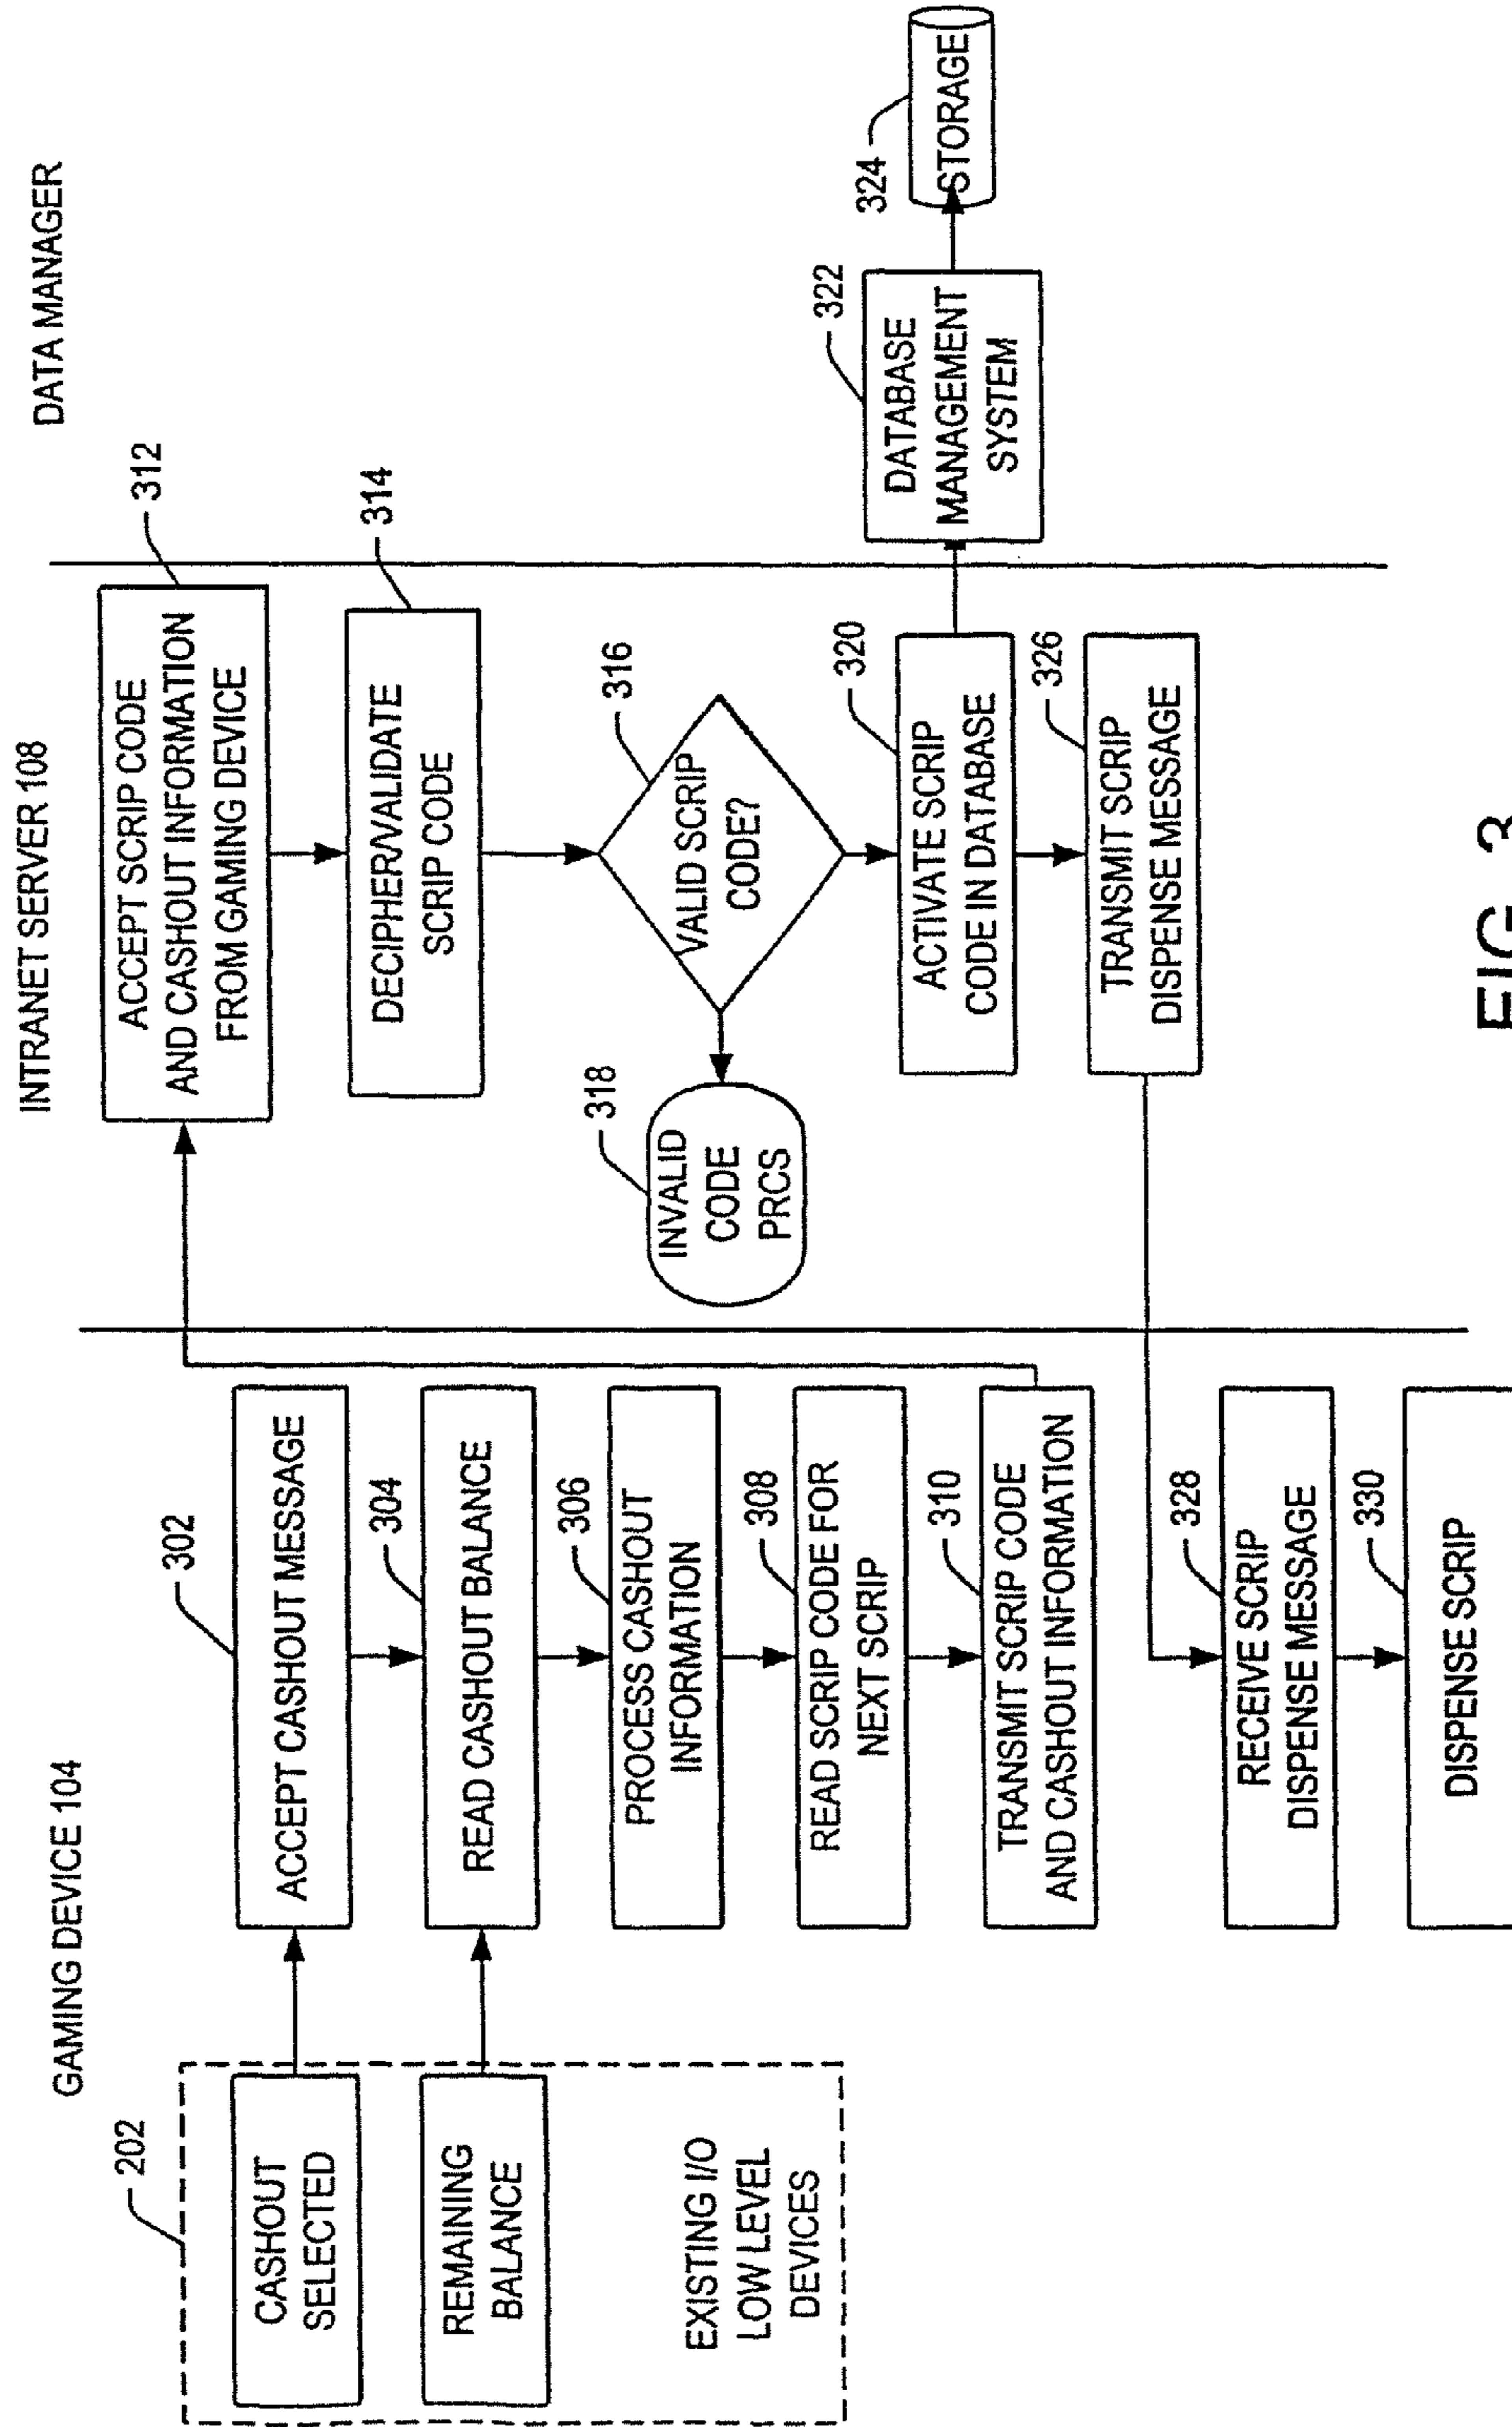 GAMING DEVICE 104
INTRANET SERVER 108
DATA MANAGER
202
CASHOUT
SELECTED
REMAINING
BALANCE
EXISTING I/O
LOW LEVEL
DEVICES
302
ACCEPT CASHOUT MESSAGE
304
READ CASHOUT BALANCE
306
PROCESS CASHOUT
INFORMATION
308
READ SCRIP CODE FOR
NEXT SCRIP
310
TRANSMIT SCRIP CODE
AND CASHOUT INFORMATION
328
RECEIVE SCRIP
DISPENSE MESSAGE
330
DISPENSE SCRIP
312
ACCEPT SCRIP CODE
AND CASHOUT INFORMATION
FROM GAMING DEVICE
314
DECIPHER/VALIDATE
SCRIP CODE
316
VALID SCRIP
CODE?
318
INVALID
CODE
PRCS
320
ACTIVATE SCRIP
CODE IN DATABASE
326
TRANSMIT SCRIP
DISPENSE MESSAGE
322
DATABASE
MANAGEMENT
SYSTEM
324
STORAGE
FIG. 3